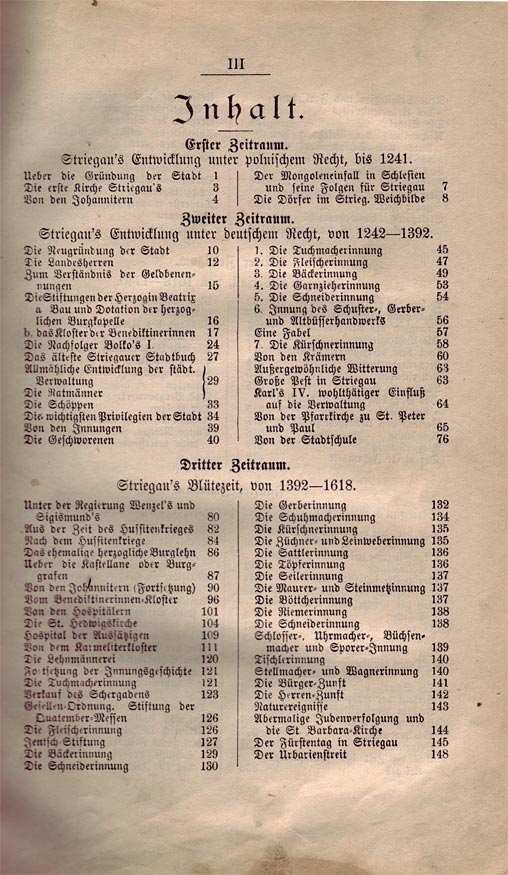 III
Inhalt.
Erster Zeitraum.
Striegau's Entwicklung unter polnischem Recht, bis 1241.
Ueber die Gründung der Stadt 1
Die erste Kirche Striegau's 3
Von den Johannitern 4
Der Mongoleneinfall in Schlesien
und seine Folgen für Striegau 7
Die Dörfer im Strieg. Weichbilde 8
Zweiter Zeitraum.
Striegau's Entwicklung unter deutschem Recht, von 1242—1392.
Die Neugründung der Stadt 10
Die Landesherren 12
Zum Verständnis der Geldbenen-
nungen 15
Die Stiftungen der Herzogin Beatrix
a Bau und Dotation der herzog-
lichen Burgkapelle 16
b. das Kloster der Benediktinerinnen 17
Die Nachfolger Bolko's I. 24
Das älteste Striegauer Stadtbuch 27
Allmähliche Entwicklung der städt.
Verwaltung 29
Die Ratmänner
Die Schöppen 33
Die wichtigsten Privilegien der Stadt 34
Von den Innungen 39
Die Geschworenen 40
1. Die Tuchmacherinnung 45
2. Die Fleischerinnung 47
3. Die Bäckerinnung 49
4. Die Garnzieherinnung 53
5. Die Schneiderinnung 54
6. Innung des Schuster-, Gerber-
und Altbüßerhandwerks 56
Eine Fabel 57
7. Die Kürschnerinnung 58
Von den Krämern 60
Außergewöhnliche Witterung 63
Große Pest in Striegau 63
Karl's IV. wohlthätiger Einfluß
auf die Verwaltung 64
Von der Pfarrkirche zu St. Peter
und Paul 65
Von der Stadtschule 76
Dritter Zeitraum.
Striegau's Blütezeit, von 1392—1618.
Unter der Regierung Wenzel's und
Sigismund's 80
Aus der Zeit des Hussitenkrieges 82
Nach dem Hussitenkriege 84
Das ehemalige herzogliche Burglehn 86
Ueber die Kastellane oder Burg-
grafen 87
Von den Johannitern (Fortsetzung) 90
Vom Benediktinerinnen-Kloster 96
Von den Hospitälern 101
Die St. Hedwigskirche 104
Hospital der Aussätzigen 109
Von dem Karmeliterkloster 111
Die Lehnmännerei 120
Fortsetzung der Innungsgeschichte 121
Die Tuchmacherinnung 121
Verkauf des Schergadens 123
Gesellen-Ordnung. Stiftung der
Quatember-Messen 126
Die Fleischerinnung 126
Jentsch-Stiftung 127
Die Bäckerinnung 129
Die Schneiderinnung 130
Die Gerberinnung 132
Die Schuhmacherinnung 134
Die Kürschnerinnung 135
Die Züchner- und Leinweberinnung 135
Die Sattlerinnung 136
Die Töpferinnung 136
Die Seilerinnung 137
Die Maurer- und Steinmetzinnung 137
Die Böttcherinnung 137
Die Riemerinnung 138
Die Schneiderinnung 138
Schlosser-, Uhrmacher-, Büchsen-
macher und Sporer-Innung 139
Tischlerinnung 140
Stellmacher- und Wagnerinnung 140
Die Bürger-Zunft 141
Die Herren-Zunft 142
Naturereignisse 143
Abermalige Judenverfolgung und
die St. Barbara-Kirche 144
Der Fürstentag in Striegau 145
Der Urbarienstreit 148